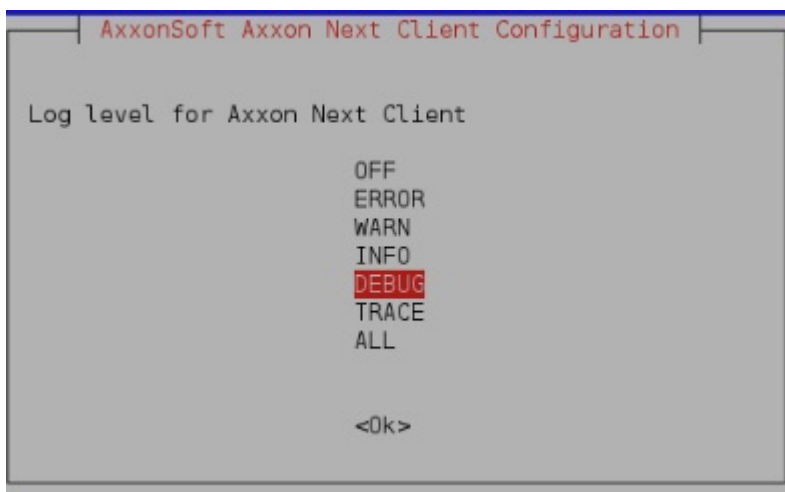 AxxonSoft Axxon Next Client Configuration
Log level for Axxon Next Client
OFF
ERROR
WARN
INFO
DEBUG
TRACE
ALL
<Ok>